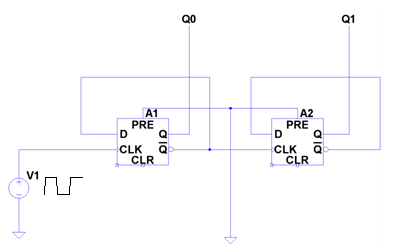 Q0 Q1
A1 A2
PRE PRE
D Q D Q
V1 CLK Q̅ CLK Q̅
CLR CLR